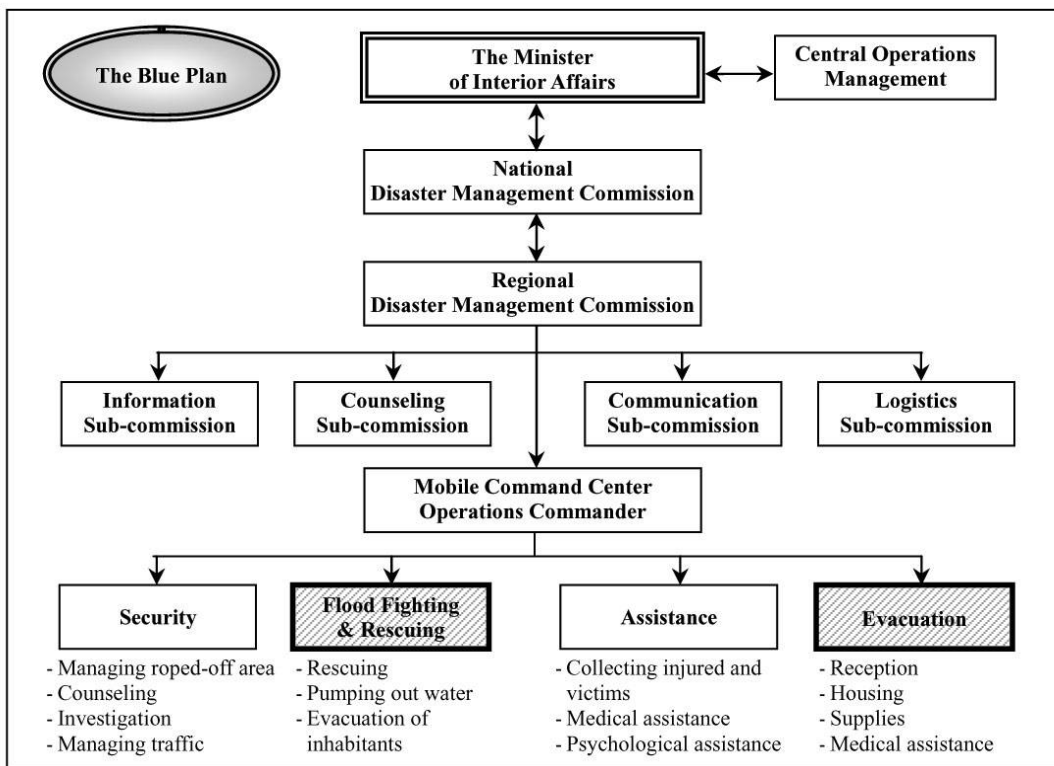 The Blue Plan
The Minister
of Interior Affairs
Central Operations
Management
National
Disaster Management Commission
Regional
Disaster Management Commission
Information
Sub-commission
Counseling
Sub-commission
Communication
Sub-commission
Logistics
Sub-commission
Mobile Command Center
Operations Commander
Security
- Managing roped-off area
- Counseling
- Investigation
- Managing traffic
Flood Fighting
& Rescuing
- Rescuing
- Pumping out water
- Evacuation of
inhabitants
Assistance
- Collecting injured and
victims
- Medical assistance
- Psychological assistance
Evacuation
- Reception
- Housing
- Supplies
- Medical assistance